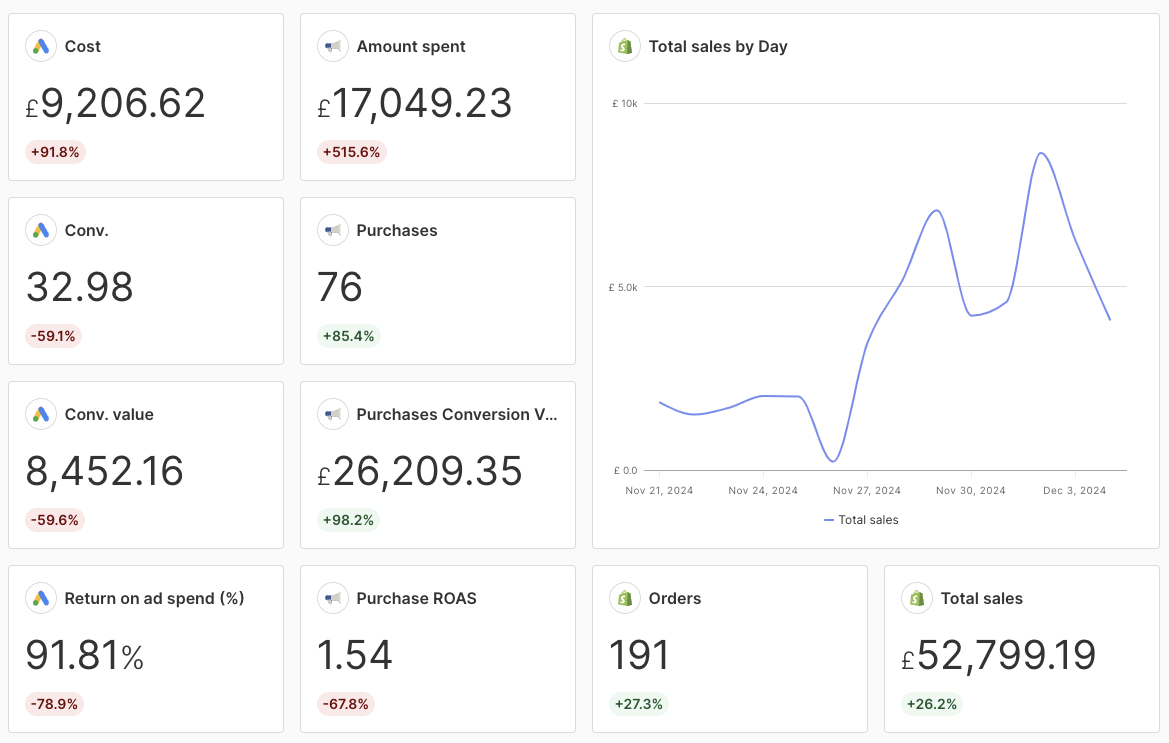 Cost
£9,206.62
+91.8%
Amount spent
£17,049.23
+515.6%
Total sales by Day
£ 10k
£ 5.0k
£ 0.0
Nov 21, 2024
Nov 24, 2024
Nov 27, 2024
Nov 30, 2024
Dec 3, 2024
Total sales
Conv.
32.98
-59.1%
Purchases
76
+85.4%
Conv. value
8,452.16
-59.6%
Purchases Conversion V...
£26,209.35
+98.2%
Return on ad spend (%)
91.81%
-78.9%
Purchase ROAS
1.54
-67.8%
Orders
191
+27.3%
Total sales
£52,799.19
+26.2%